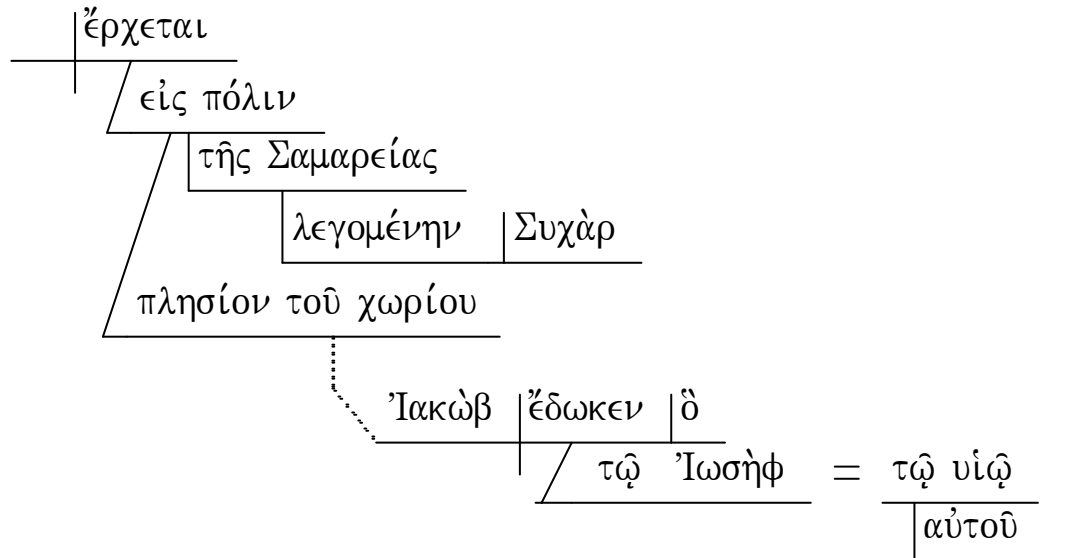 ἔρχεται
εἰς πόλιν
τῆς Σαμαρείας
λεγομένην Συχὰρ
πλησίον τοῦ χωρίου
Ἰακὼβ ἔδωκεν ὃ
τῷ Ἰωσὴφ = τῷ υἱῷ
αὐτοῦ